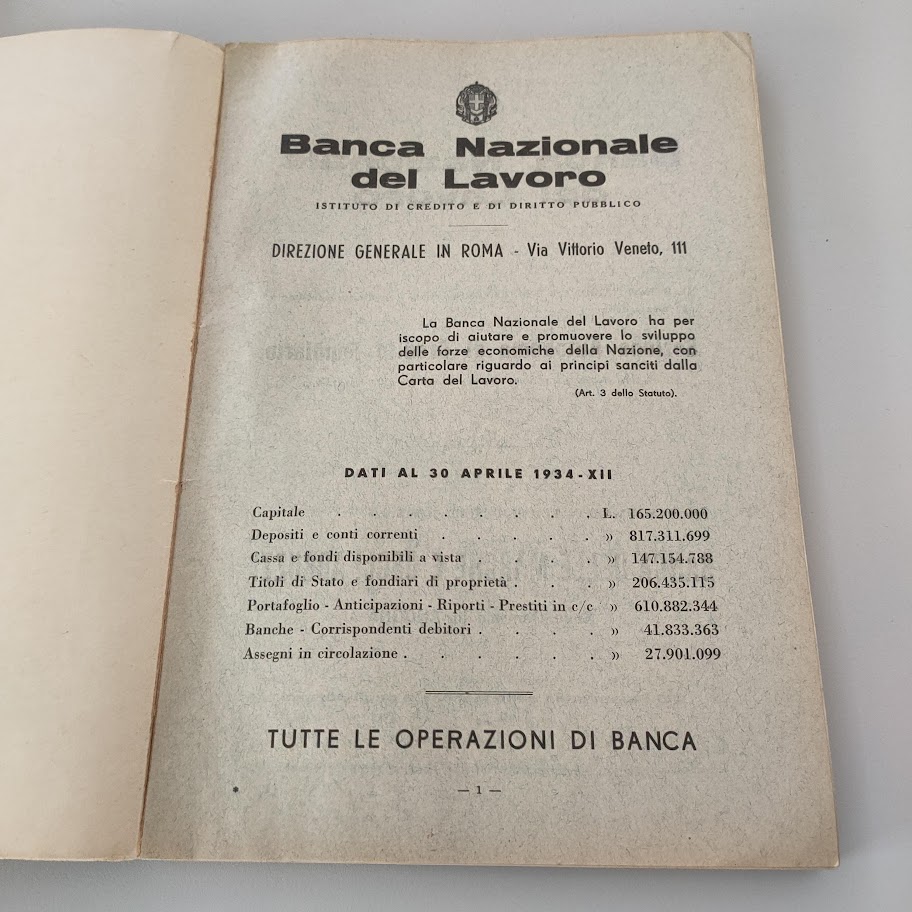 Banca Nazionale
del Lavoro
ISTITUTO DI CREDITO E DI DIRITTO PUBBLICO
DIREZIONE GENERALE IN ROMA - Via Vittorio Veneto, 111
La Banca Nazionale del Lavoro ha per
iscopo di aiutare e promuovere lo sviluppo
delle forze economiche della Nazione, con
particolare riguardo ai principi sanciti dalla
Carta del Lavoro.
(Art. 3 dello Statuto).
DATI AL 30 APRILE 1934-XII
Capitale . . . . . . . . L. 165.200.000
Depositi e conti correnti . . . . . » 817.311.699
Cassa e fondi disponibili a vista . . . . » 147.154.788
Titoli di Stato e fondiari di proprietà . . . » 206.435.115
Portafoglio - Anticipazioni - Riporti - Prestiti in c/c » 610.882.344
Banche - Corrispondenti debitori . . . . » 41.833.363
Assegni in circolazione . . . . . . » 27.901.099
TUTTE LE OPERAZIONI DI BANCA
* — 1 —